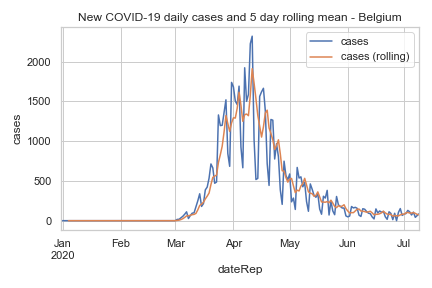 New COVID-19 daily cases and 5 day rolling mean - Belgium
cases
cases (rolling)
cases
2000
1500
1000
500
0
Jan
2020
Feb
Mar
Apr
May
Jun
Jul
dateRep